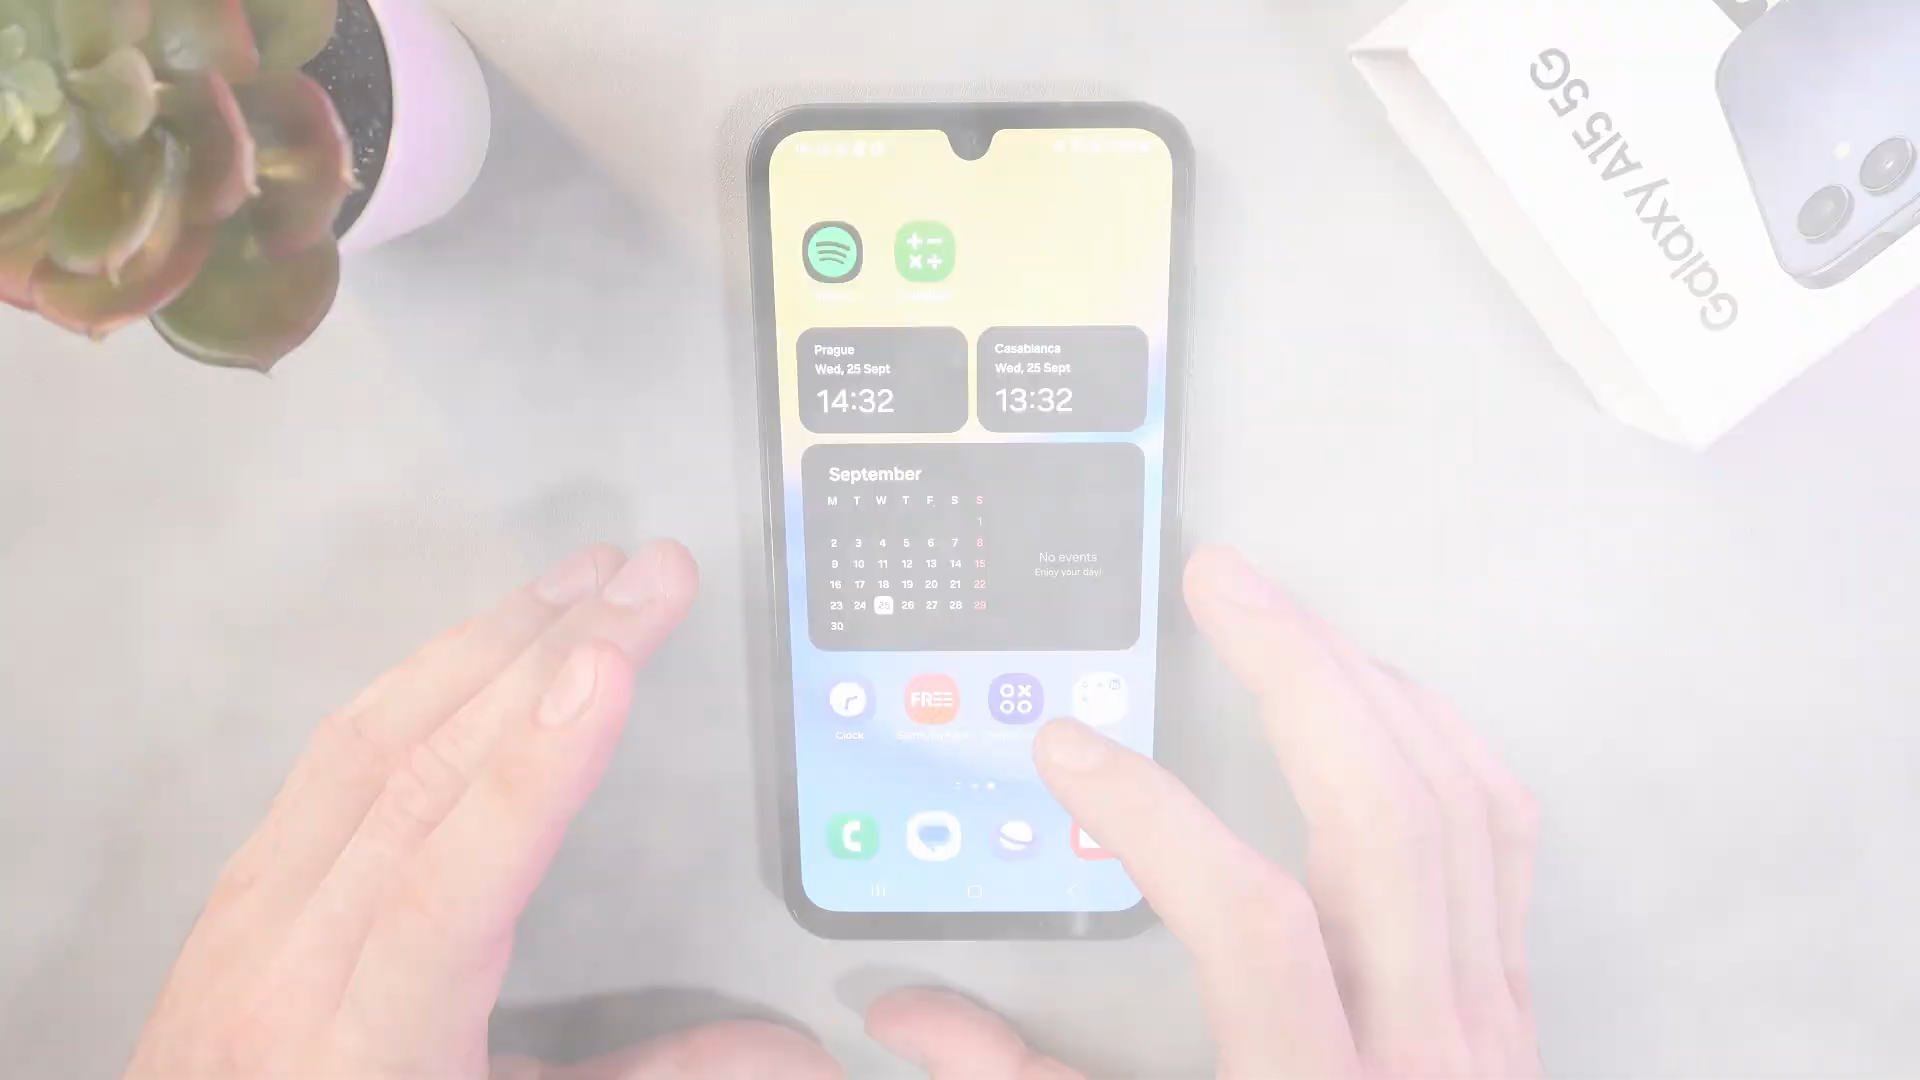 Galaxy A15 5G
Prague
Wed, 25 Sept
14:32
Casablanca
Wed, 25 Sept
13:32
September
M T W T F S S
1
2 3 4 5 6 7 8
9 10 11 12 13 14 15
16 17 18 19 20 21 22
23 24 25 26 27 28 29
30
No events
Enjoy your day!
FREE
Clock